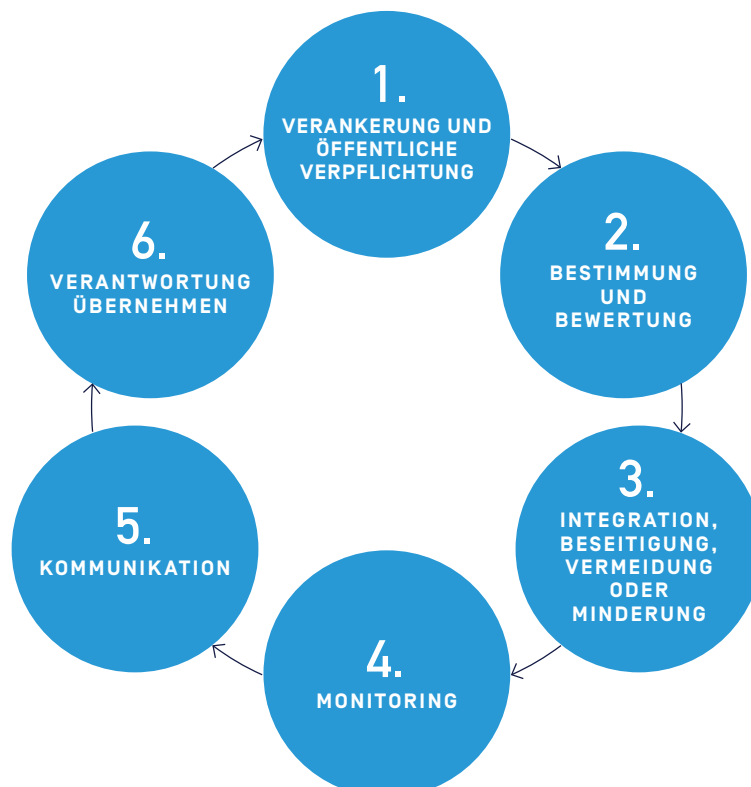 1.
VERANKERUNG UND
ÖFFENTLICHE
VERPFLICHTUNG
2.
BESTIMMUNG
UND
BEWERTUNG
3.
INTEGRATION,
BESEITIGUNG,
VERMEIDUNG
ODER
MINDERUNG
4.
MONITORING
5.
KOMMUNIKATION
6.
VERANTWORTUNG
ÜBERNEHMEN